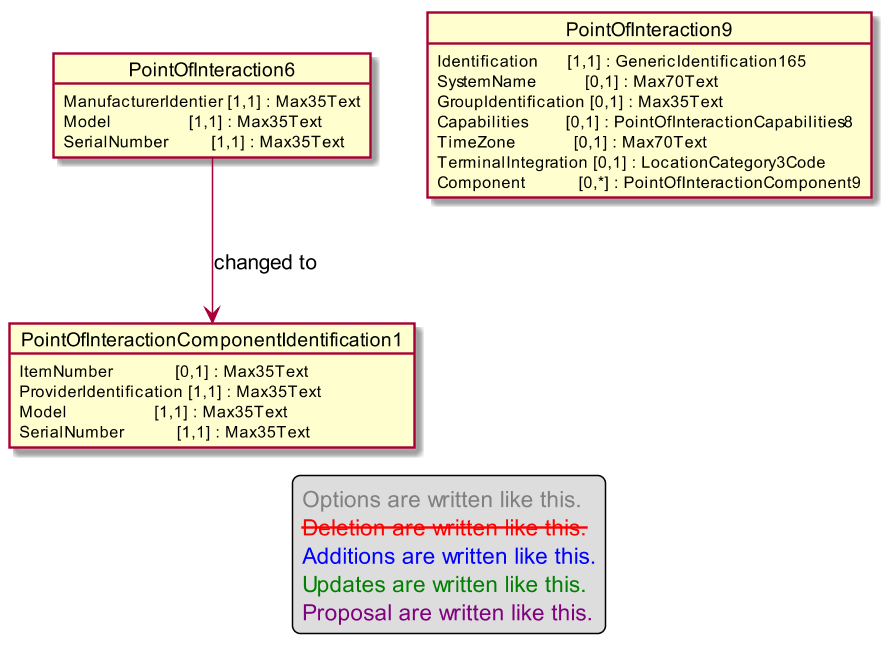 PointOfInteraction6
ManufacturerIdentier [1,1] : Max35Text
Model [1,1] : Max35Text
SerialNumber [1,1] : Max35Text
PointOfInteraction9
Identification [1,1] : GenericIdentification165
SystemName [0,1] : Max70Text
GroupIdentification [0,1] : Max35Text
Capabilities [0,1] : PointOfInteractionCapabilities8
TimeZone [0,1] : Max70Text
TerminalIntegration [0,1] : LocationCategory3Code
Component [0,*] : PointOfInteractionComponent9
changed to
PointOfInteractionComponentIdentification1
ItemNumber [0,1] : Max35Text
ProviderIdentification [1,1] : Max35Text
Model [1,1] : Max35Text
SerialNumber [1,1] : Max35Text
Options are written like this.
Deletion are written like this.
Additions are written like this.
Updates are written like this.
Proposal are written like this.